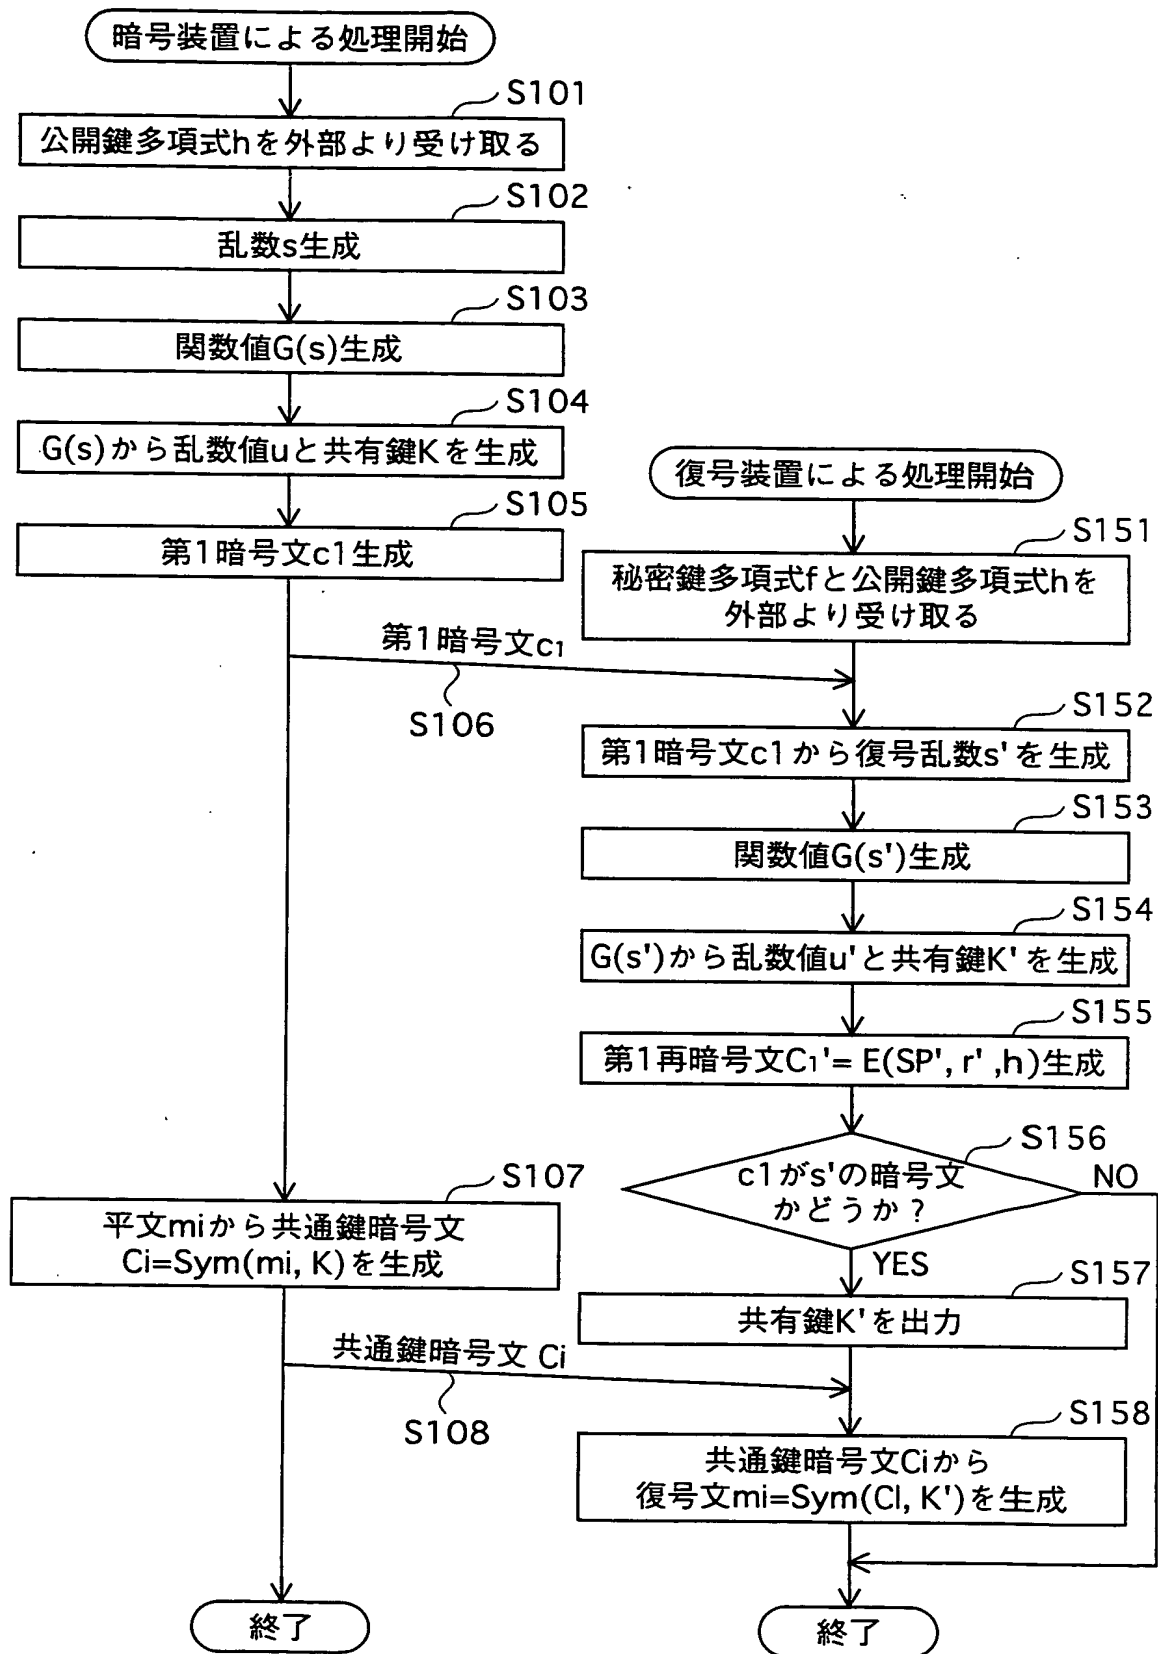 暗号装置による処理開始
S101
公開鍵多項式hを外部より受け取る
S102
乱数s生成
S103
関数値G(s)生成
S104
G(s)から乱数値uと共有鍵Kを生成
S105
第1暗号文c1生成
復号装置による処理開始
S151
秘密鍵多項式fと公開鍵多項式hを
外部より受け取る
第1暗号文c1
S106
S152
第1暗号文c1から復号乱数s'を生成
S153
関数値G(s')生成
S154
G(s')から乱数値u'と共有鍵K'を生成
S155
第1再暗号文C1'= E(SP', r' ,h)生成
S156
c1がs'の暗号文
かどうか?
NO
YES
S107
平文miから共通鍵暗号文
Ci=Sym(mi, K)を生成
S157
共有鍵K'を出力
共通鍵暗号文 Ci
S108
S158
共通鍵暗号文Ciから
復号文mi=Sym(CI, K')を生成
終了
終了